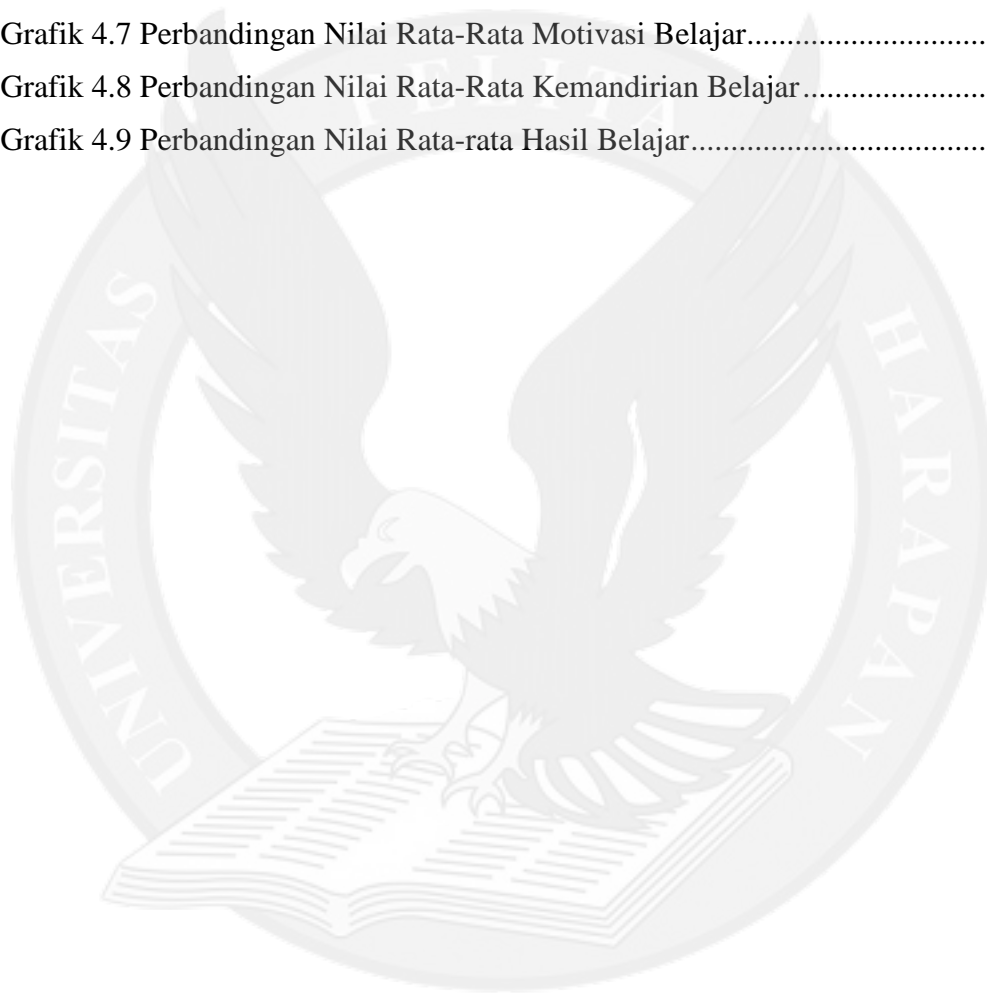 Grafik 4.7 Perbandingan Nilai Rata-Rata Motivasi Belajar.............................
Grafik 4.8 Perbandingan Nilai Rata-Rata Kemandirian Belajar.......................
Grafik 4.9 Perbandingan Nilai Rata-rata Hasil Belajar...................................
UNIVERSITAS PELITA HARAPAN